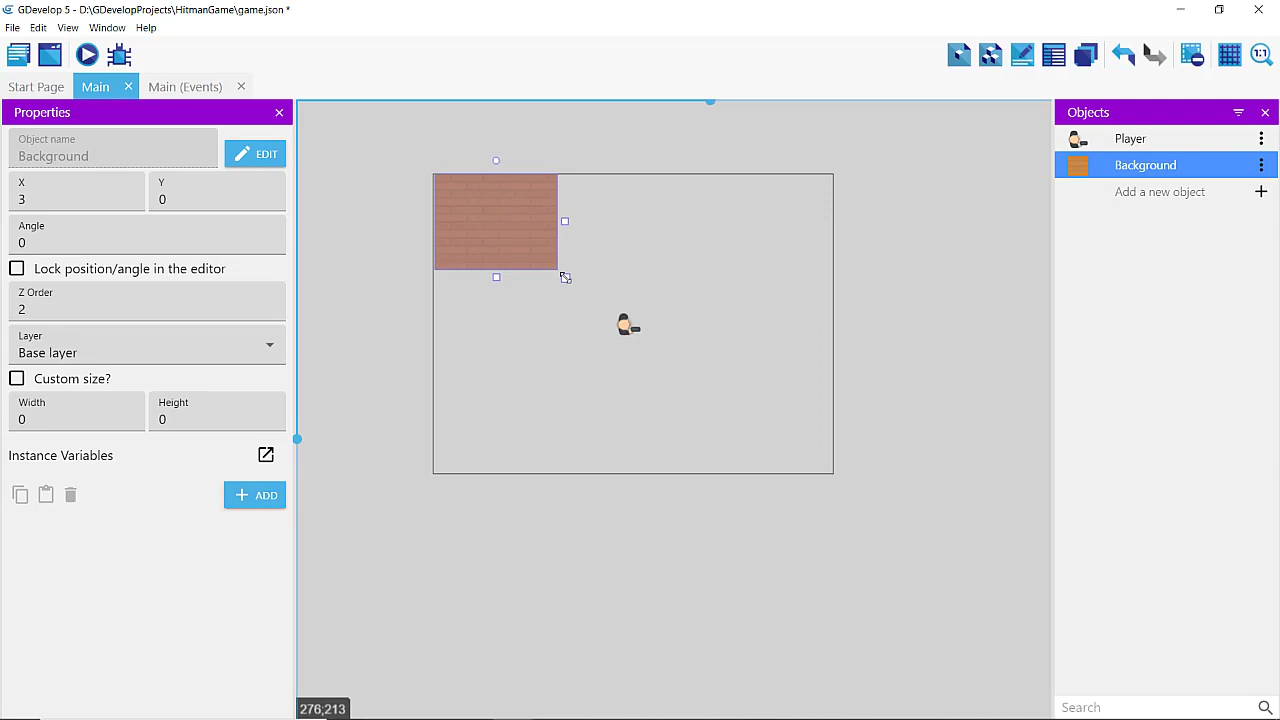 GDevelop 5 - D:\GDevelopProjects\HitmanGame\game.json *
File Edit View Window Help
Start Page Main Main (Events)
Properties
Object name
Background
EDIT
X Y
3 0
Angle
0
Lock position/angle in the editor
Z Order
2
Layer
Base layer
Custom size?
Width Height
0 0
Instance Variables
ADD
276;213
Objects
Player
Background
Add a new object
Search
1:1